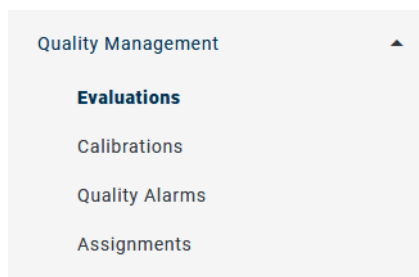 Quality Management
Evaluations
Calibrations
Quality Alarms
Assignments